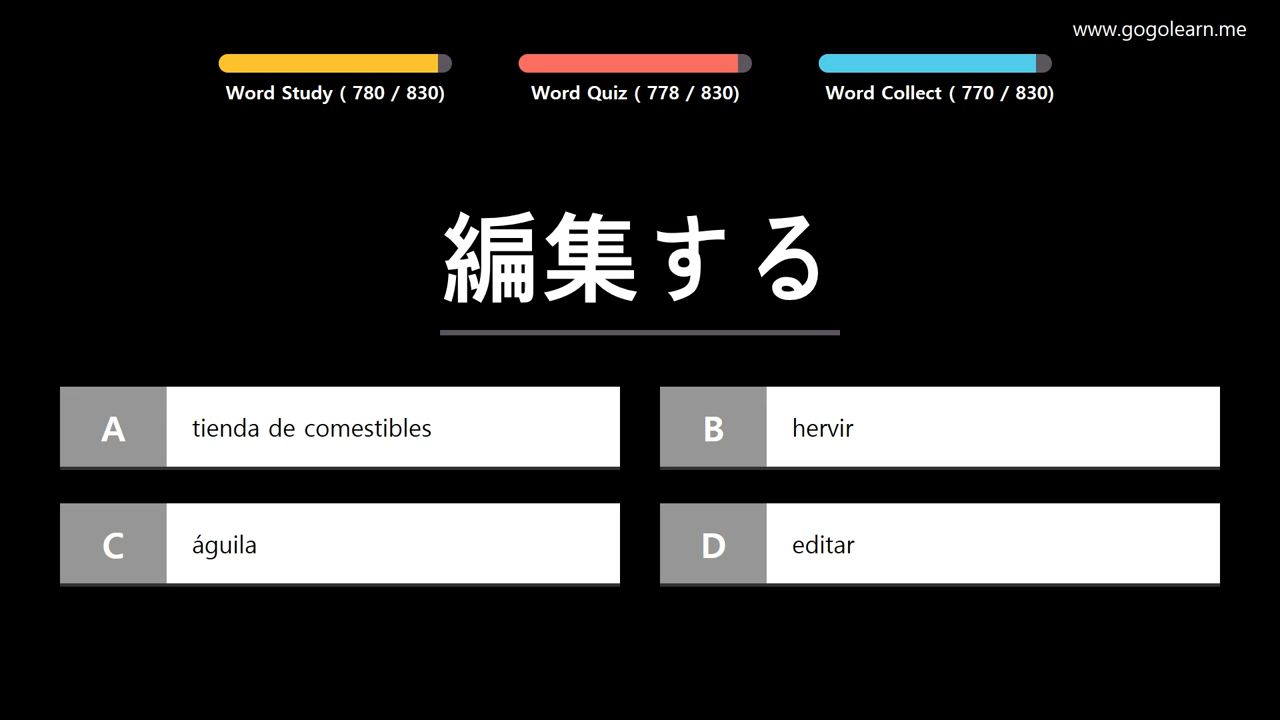 www.gogolearn.me
Word Study ( 780 / 830)
Word Quiz ( 778 / 830)
Word Collect ( 770 / 830)
編集する
A tienda de comestibles
B hervir
C águila
D editar